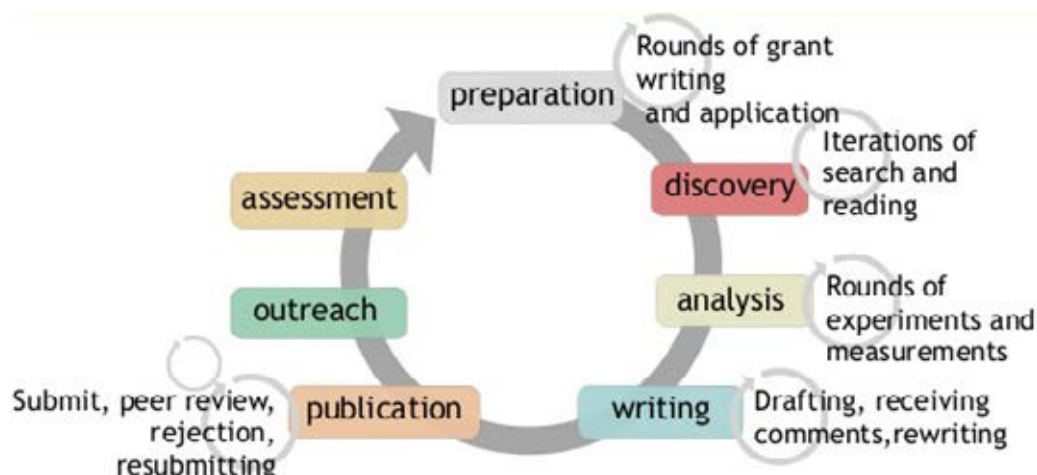 preparation
Rounds of grant
writing
and application
discovery
Iterations of
search and
reading
analysis
Rounds of
experiments and
measurements
writing
Drafting, receiving
comments,rewriting
publication
Submit, peer review,
rejection,
resubmitting
outreach
assessment